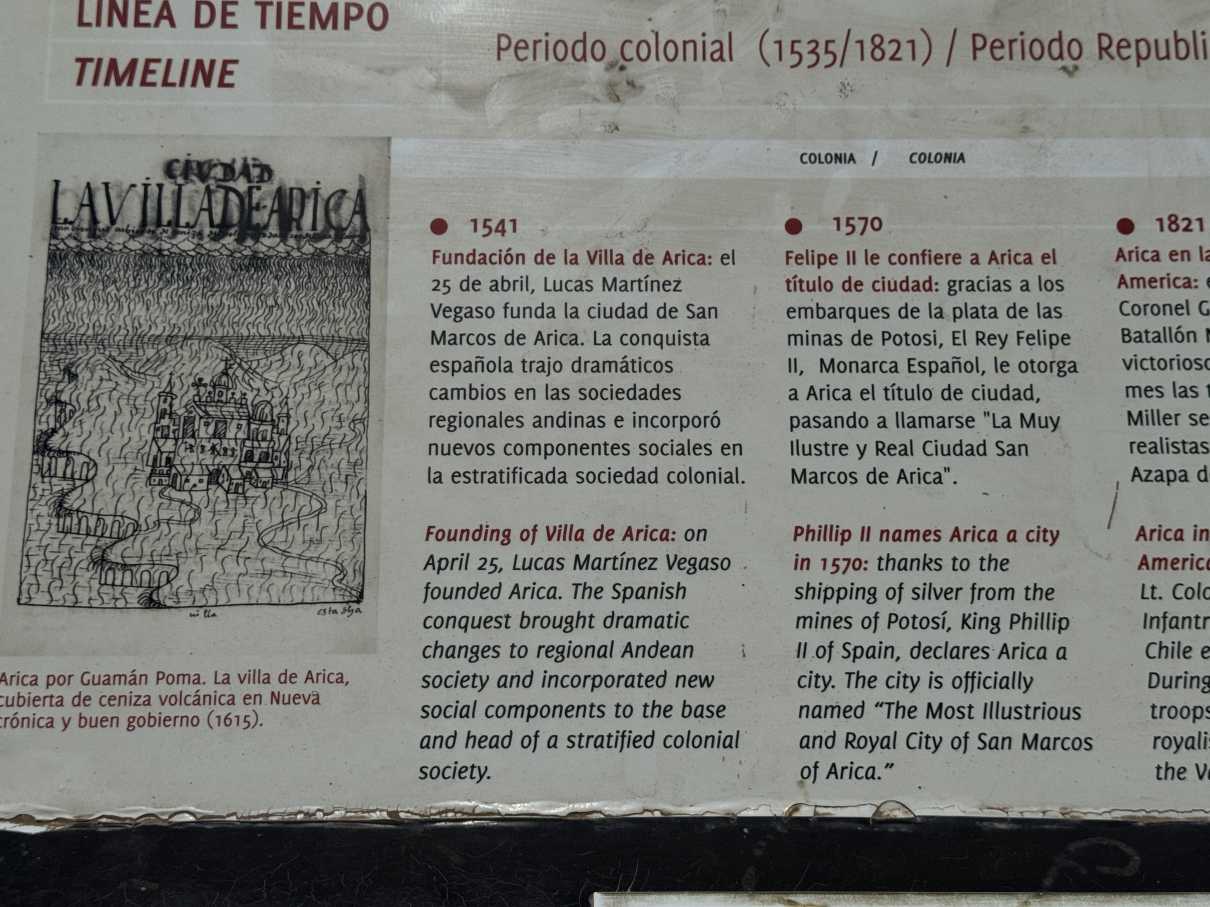 LINEA DE TIEMPO
TIMELINE
Periodo colonial (1535/1821) / Periodo Republi
COLONIA / COLONIA
CIUDAD
LAVILLADEARICA
villa
Arica por Guamán Poma. La villa de Arica,
cubierta de ceniza volcánica en Nueva
crónica y buen gobierno (1615).
1541
Fundación de la Villa de Arica: el
25 de abril, Lucas Martínez
Vegaso funda la ciudad de San
Marcos de Arica. La conquista
española trajo dramáticos
cambios en las sociedades
regionales andinas e incorporó
nuevos componentes sociales en
la estratificada sociedad colonial.
Founding of Villa de Arica: on
April 25, Lucas Martínez Vegaso
founded Arica. The Spanish
conquest brought dramatic
changes to regional Andean
society and incorporated new
social components to the base
and head of a stratified colonial
society.
1570
Felipe II le confiere a Arica el
título de ciudad: gracias a los
embarques de la plata de las
minas de Potosi, El Rey Felipe
II, Monarca Español, le otorga
a Arica el título de ciudad,
pasando a llamarse "La Muy
Ilustre y Real Ciudad San
Marcos de Arica".
Phillip II names Arica a city
in 1570: thanks to the
shipping of silver from the
mines of Potosí, King Phillip
II of Spain, declares Arica a
city. The city is officially
named “The Most Illustrious
and Royal City of San Marcos
of Arica.”
1821
Arica en la
America: e
Coronel G
Batallón N
victorioso
mes las t
Miller se
realistas
Azapa d
Arica in
America
Lt. Colo
Infantr
Chile e
During
troops
royali
the Va